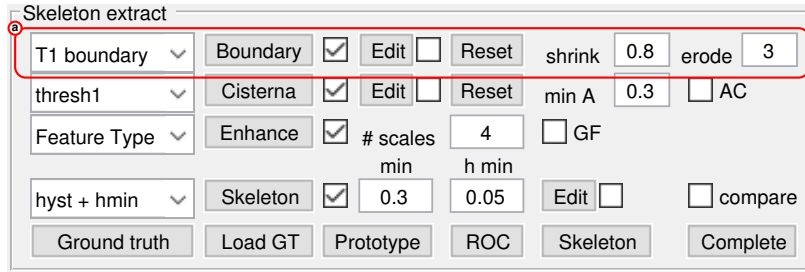 Skeleton extract
a
T1 boundary Boundary Edit Reset shrink 0.8 erode 3
thresh1 Cisterna Edit Reset min A 0.3 AC
Feature Type Enhance # scales 4 GF
min h min
hyst + hmin Skeleton 0.3 0.05 Edit compare
Ground truth Load GT Prototype ROC Skeleton Complete